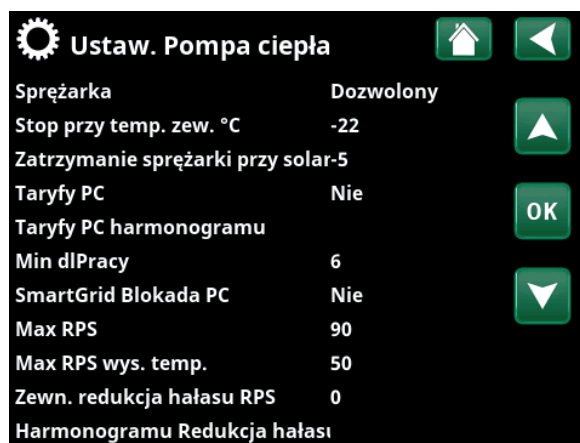 Ustaw. Pompa ciepła
Sprężarka Dozwolony
Stop przy temp. zew. °C -22
Zatrzymanie sprężarki przy solar -5
Taryfy PC Nie
Taryfy PC harmonogramu
OK
Min dlPracy 6
SmartGrid Blokada PC Nie
Max RPS 90
Max RPS wys. temp. 50
Zewn. redukcja hałasu RPS 0
Harmonogramu Redukcja hałasu